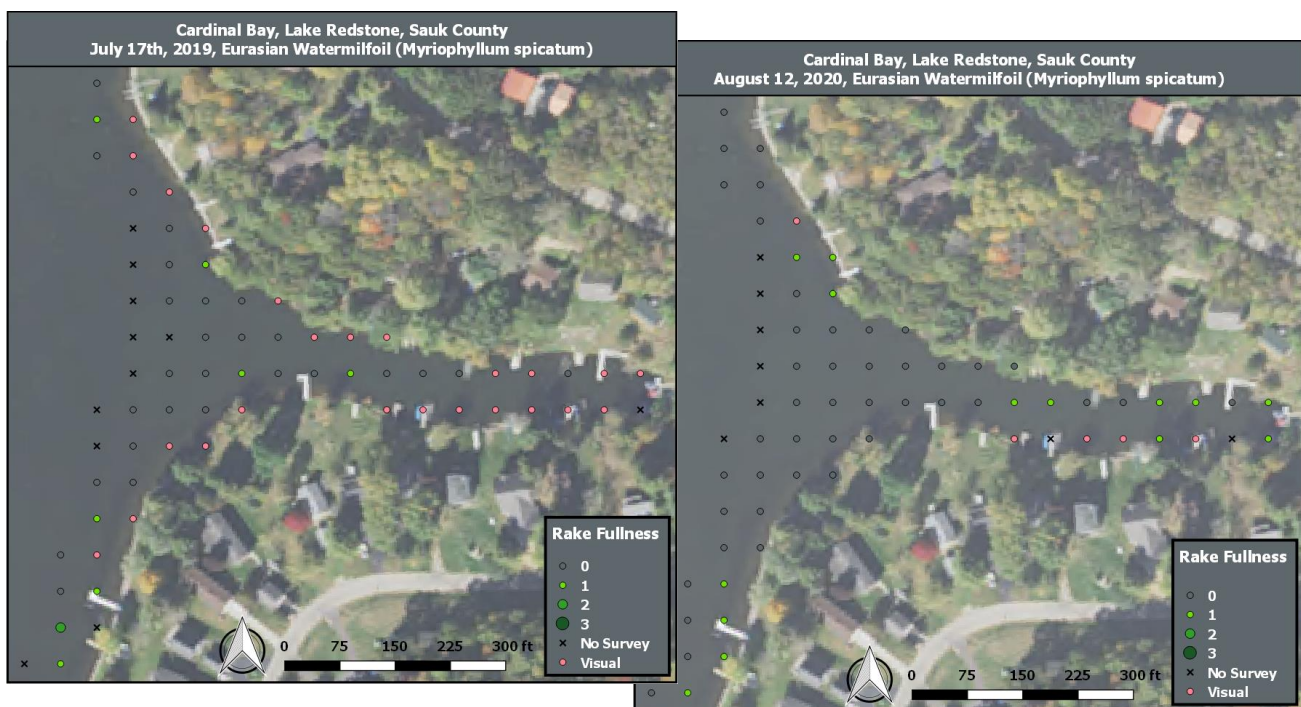 Cardinal Bay, Lake Redstone, Sauk County
July 17th, 2019, Eurasian Watermilfoil (Myriophyllum spicatum)
Rake Fullness
0
1
2
3
No Survey
Visual
0 75 150 225 300 ft
Cardinal Bay, Lake Redstone, Sauk County
August 12, 2020, Eurasian Watermilfoil (Myriophyllum spicatum)
Rake Fullness
0
1
2
3
No Survey
Visual
0 75 150 225 300 ft